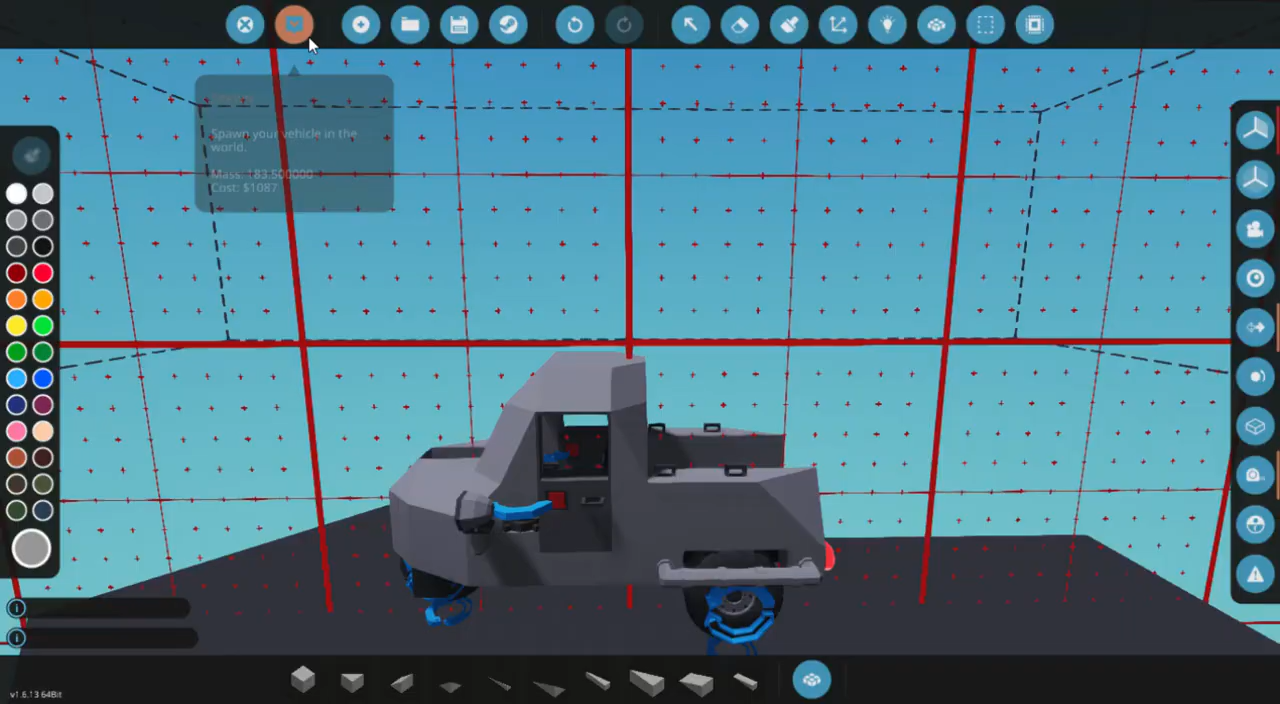 Spawn your vehicle in the
world.
Mass: 183.500000
Cost: $1087
v1.6.13 64Bit